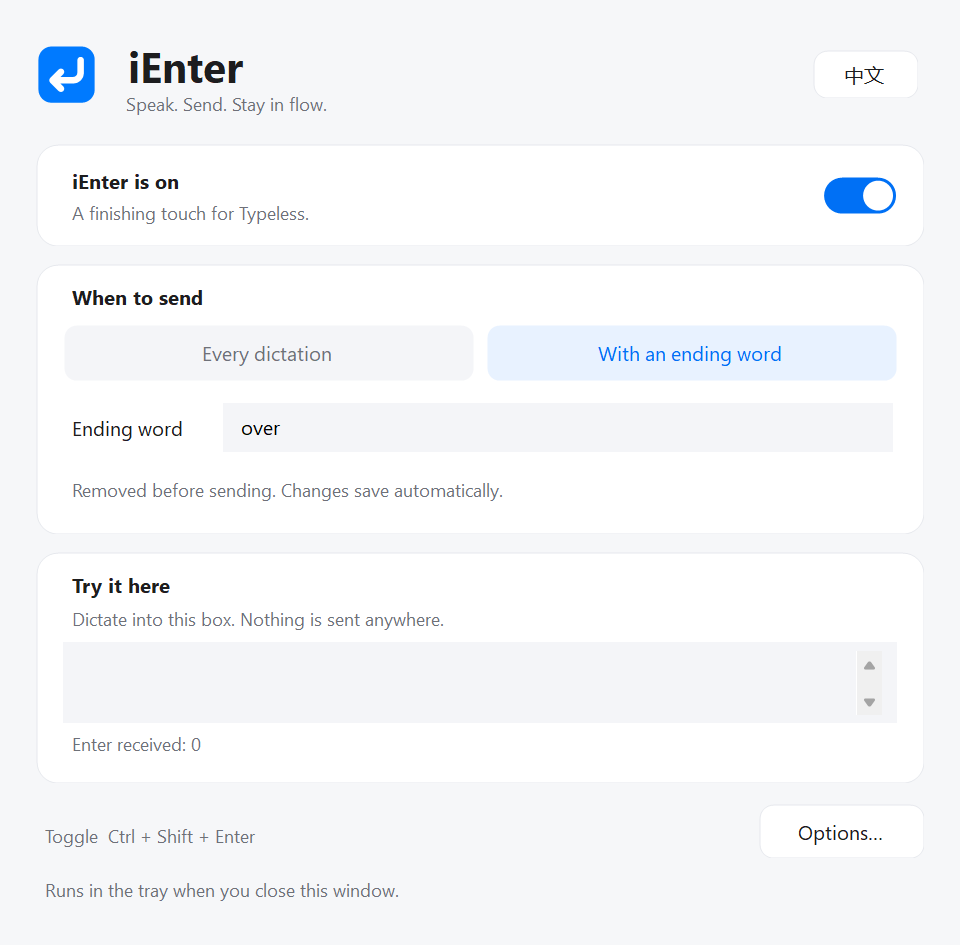 iEnter
Speak. Send. Stay in flow.
中文
iEnter is on
A finishing touch for Typeless.
When to send
Every dictation
With an ending word
Ending word
over
Removed before sending. Changes save automatically.
Try it here
Dictate into this box. Nothing is sent anywhere.
Enter received: 0
Toggle  Ctrl + Shift + Enter
Options...
Runs in the tray when you close this window.